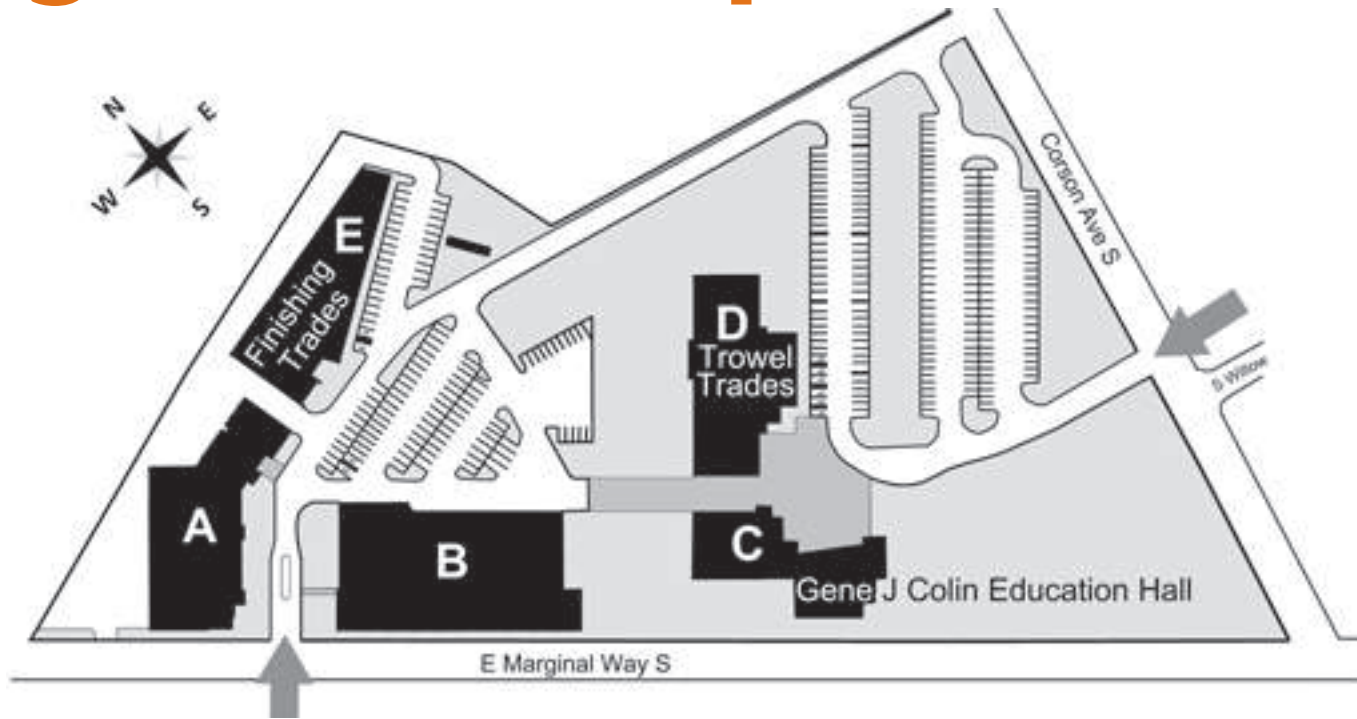 N
E
W
S
E
Finishing
Trades
D
Trowel
Trades
Corson Ave S
S Willow
A
B
C
Gene J Colin Education Hall
E Marginal Way S